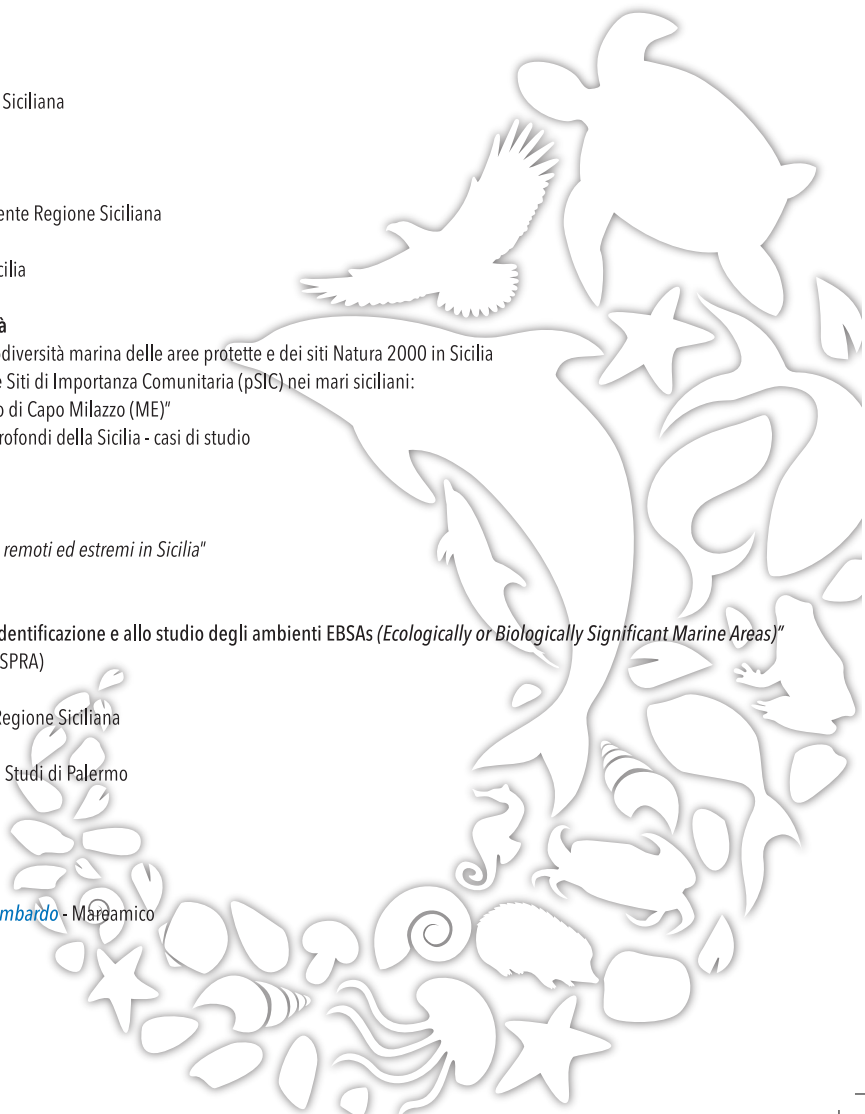 Siciliana
ente Regione Siciliana
cilia
à
diversità marina delle aree protette e dei siti Natura 2000 in Sicilia
e Siti di Importanza Comunitaria (pSIC) nei mari siciliani:
o di Capo Milazzo (ME)”
rofondi della Sicilia - casi di studio
remoti ed estremi in Sicilia"
dentificazione e allo studio degli ambienti EBSAs (Ecologically or Biologically Significant Marine Areas)”
SPRA)
Regione Siciliana
Studi di Palermo
mbardo - Mareamico